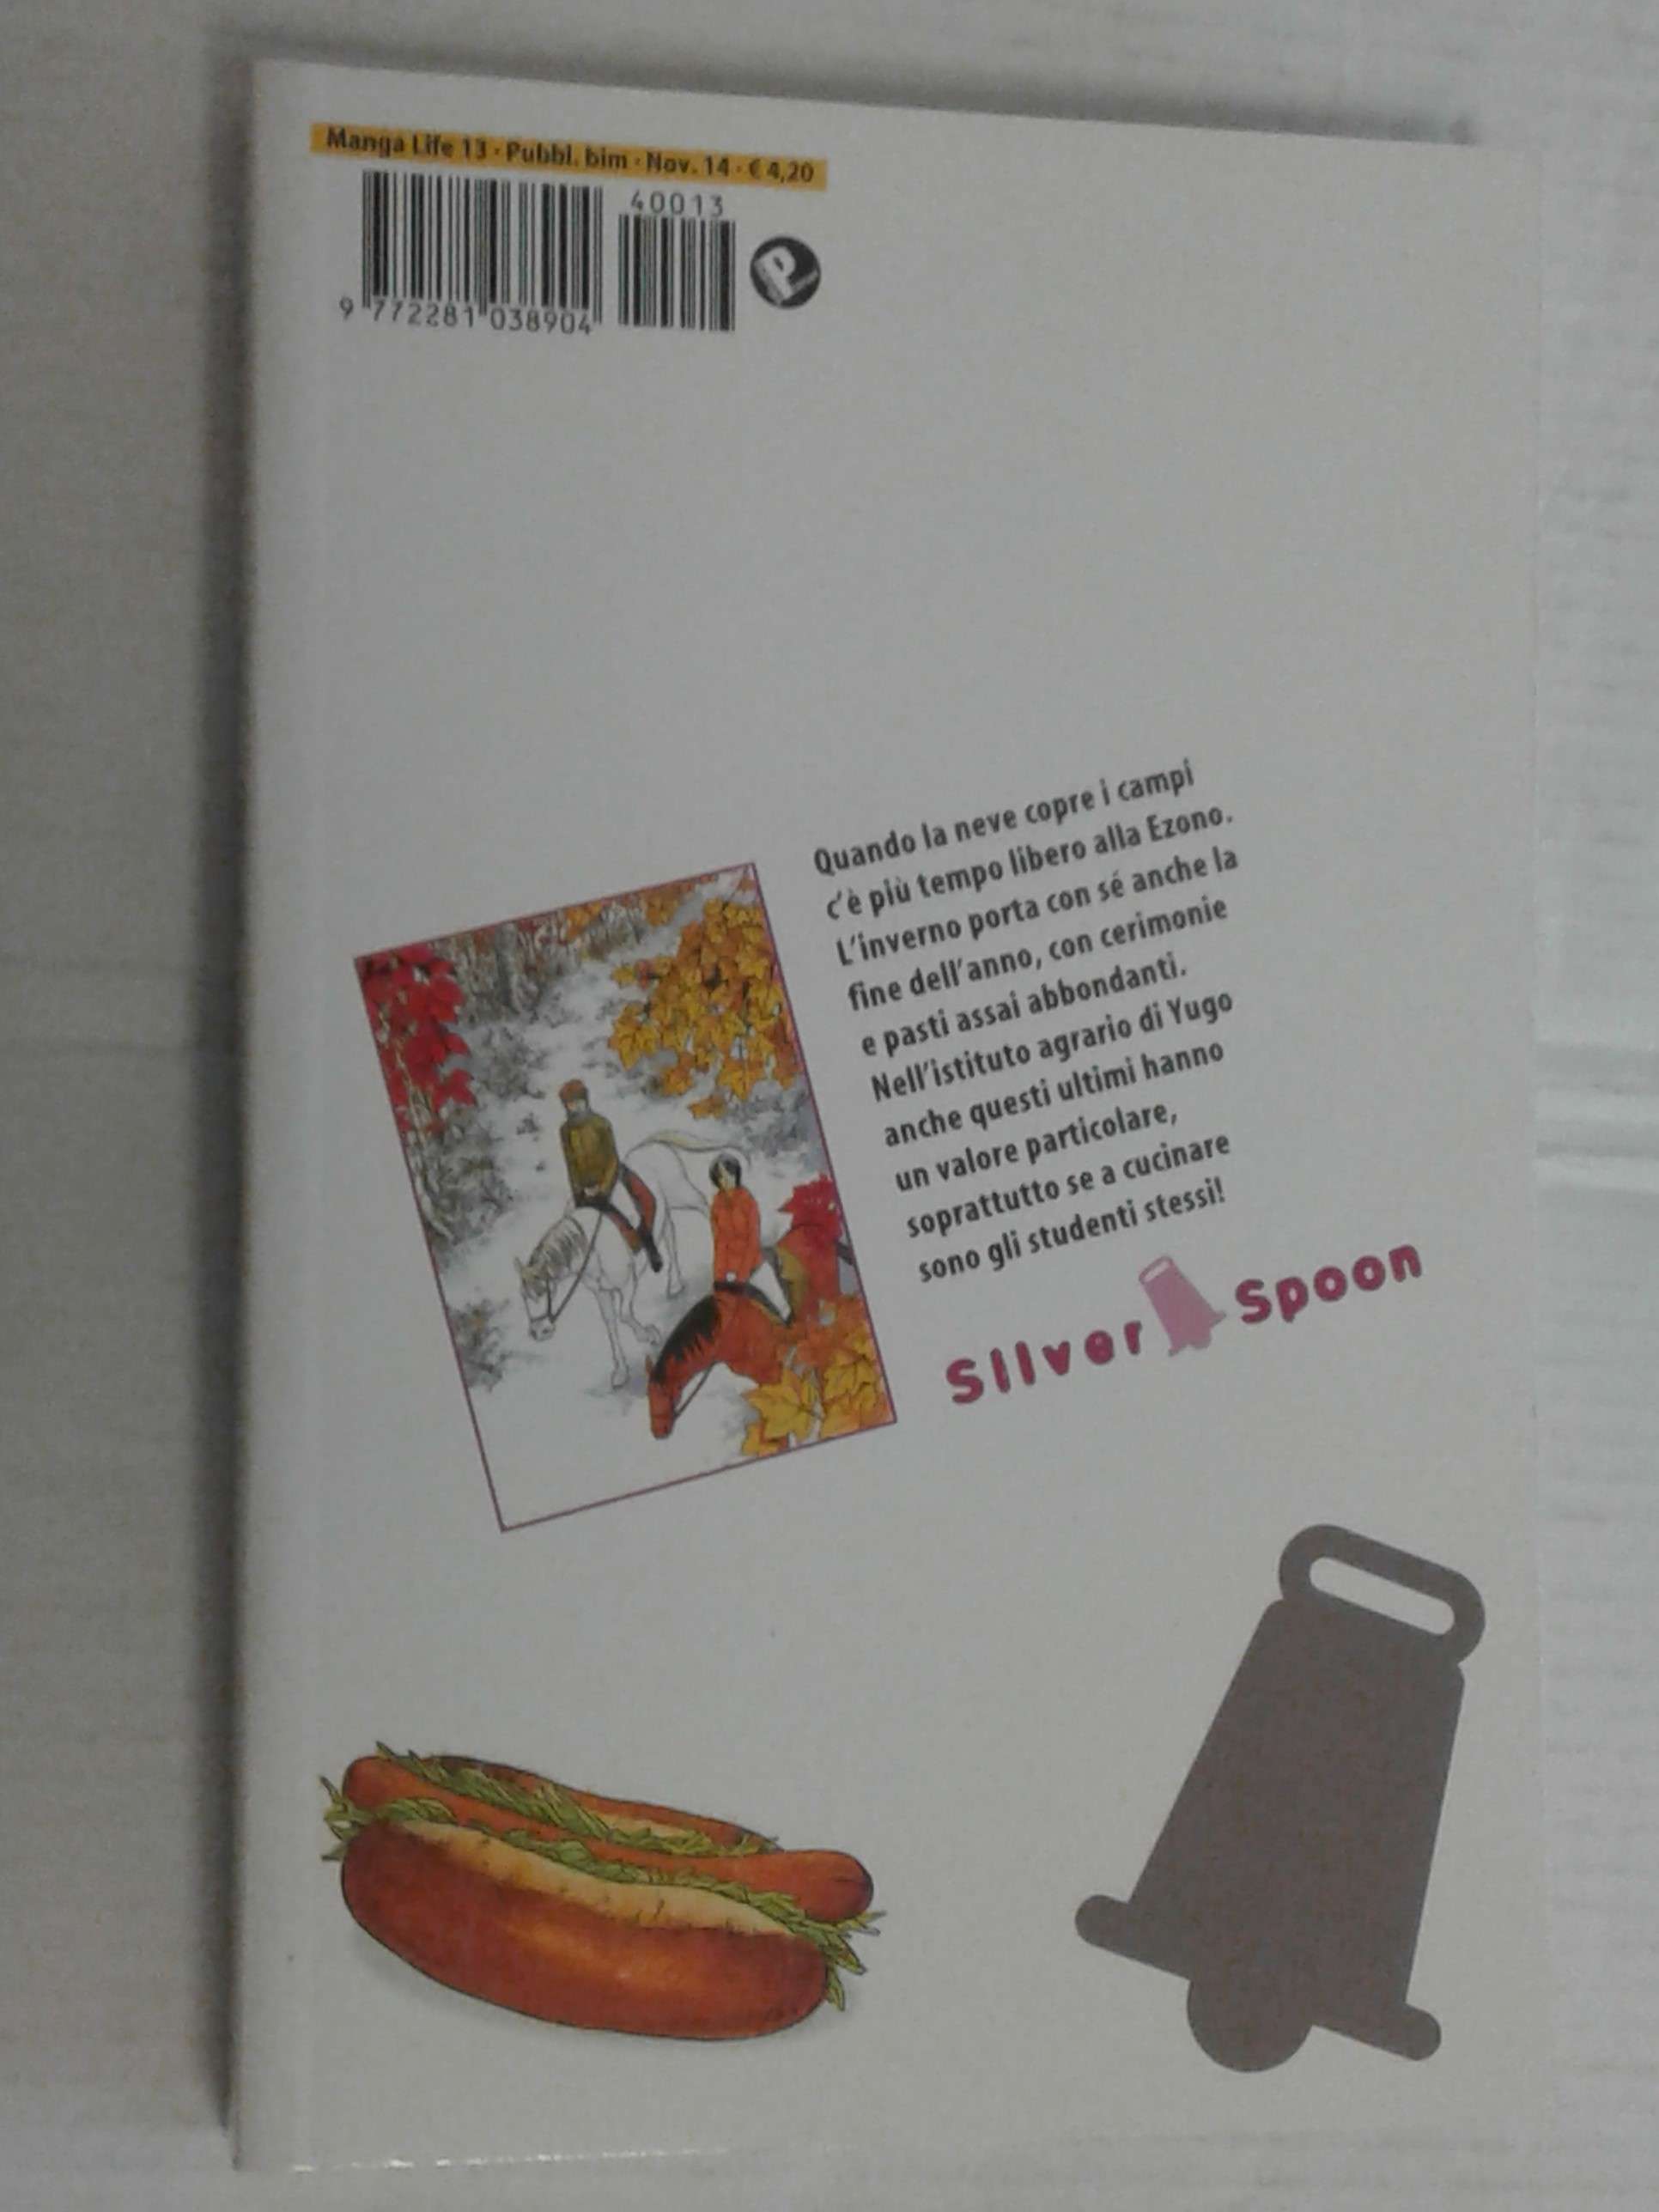 Manga Life 13 · Pubbl. bim · Nov. 14 · € 4,20
40013
9 772281 038904
P
Quando la neve copre i campi
c'è più tempo libero alla Ezono.
L'inverno porta con sé anche la
fine dell'anno, con cerimonie
e pasti assai abbondanti.
Nell'istituto agrario di Yugo
anche questi ultimi hanno
un valore particolare,
soprattutto se a cucinare
sono gli studenti stessi!
Silver Spoon